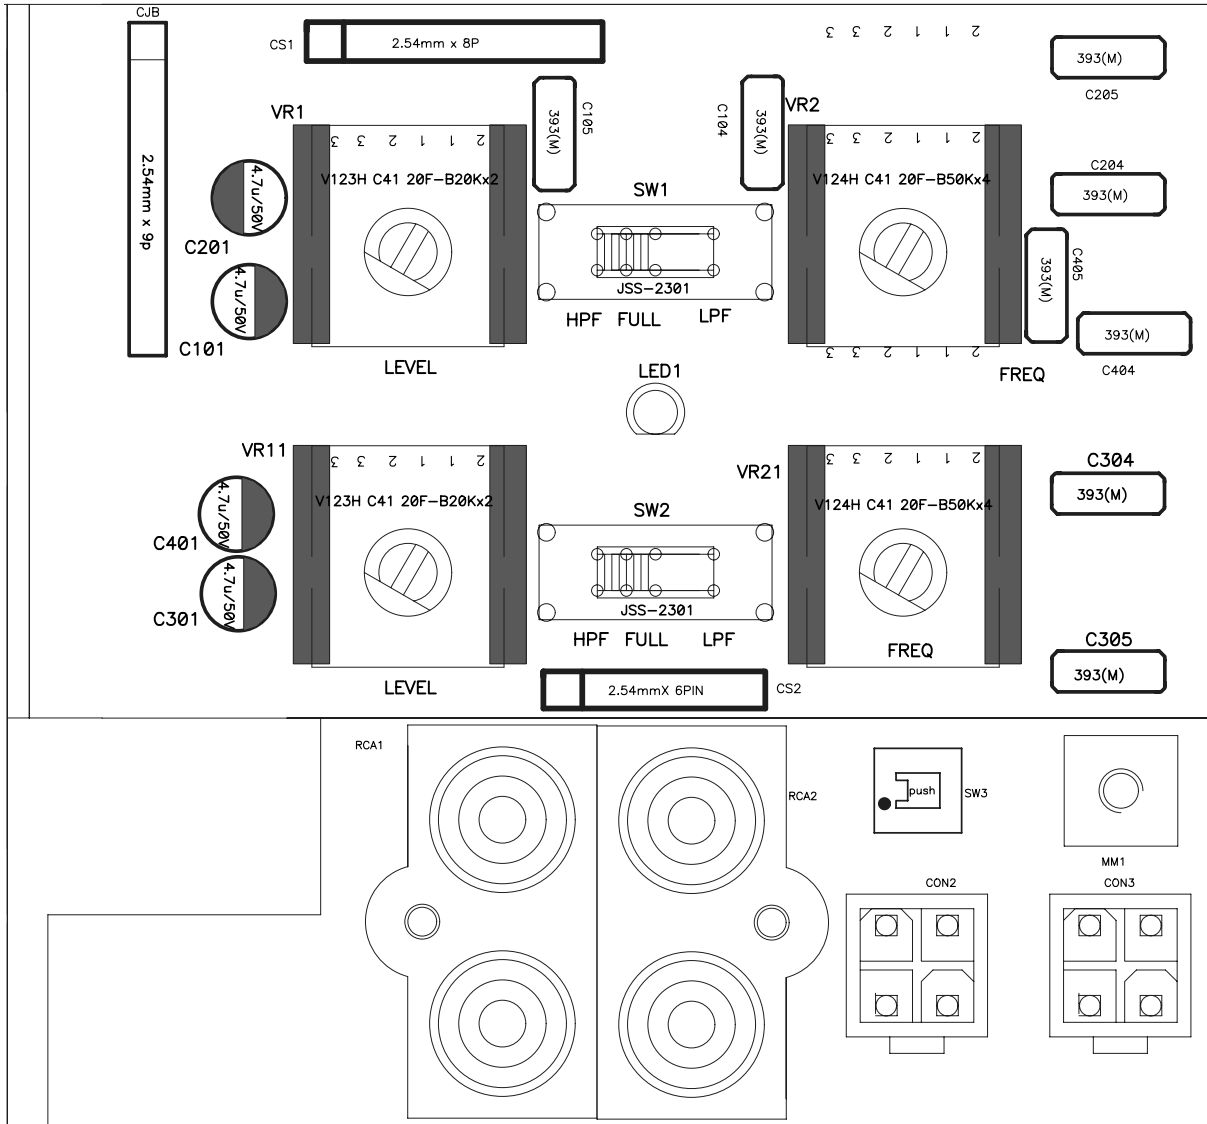 CJB
CS1
2.54mm x 8P
3 3 2 1 1 2
393(M)
C205
VR1
393(M)
C105
C104
393(M)
VR2
3 3 2 1 1 2
3 3 2 1 1 2
2.54mm x 9p
4.7u/50V
C201
V123H C41 20F-B20Kx2
SW1
V124H C41 20F-B50Kx4
C204
393(M)
4.7u/50V
C101
JSS-2301
HPF FULL LPF
393(M)
C405
393(M)
C404
LEVEL
3 3 2 1 1 2
FREQ
LED1
VR11
3 3 2 1 1 2
VR21
3 3 2 1 1 2
C304
393(M)
4.7u/50V
C401
V123H C41 20F-B20Kx2
SW2
V124H C41 20F-B50Kx4
4.7u/50V
C301
JSS-2301
HPF FULL LPF
FREQ
C305
393(M)
LEVEL
2.54mmX 6PIN
CS2
RCA1
RCA2
push
SW3
MM1
CON2
CON3